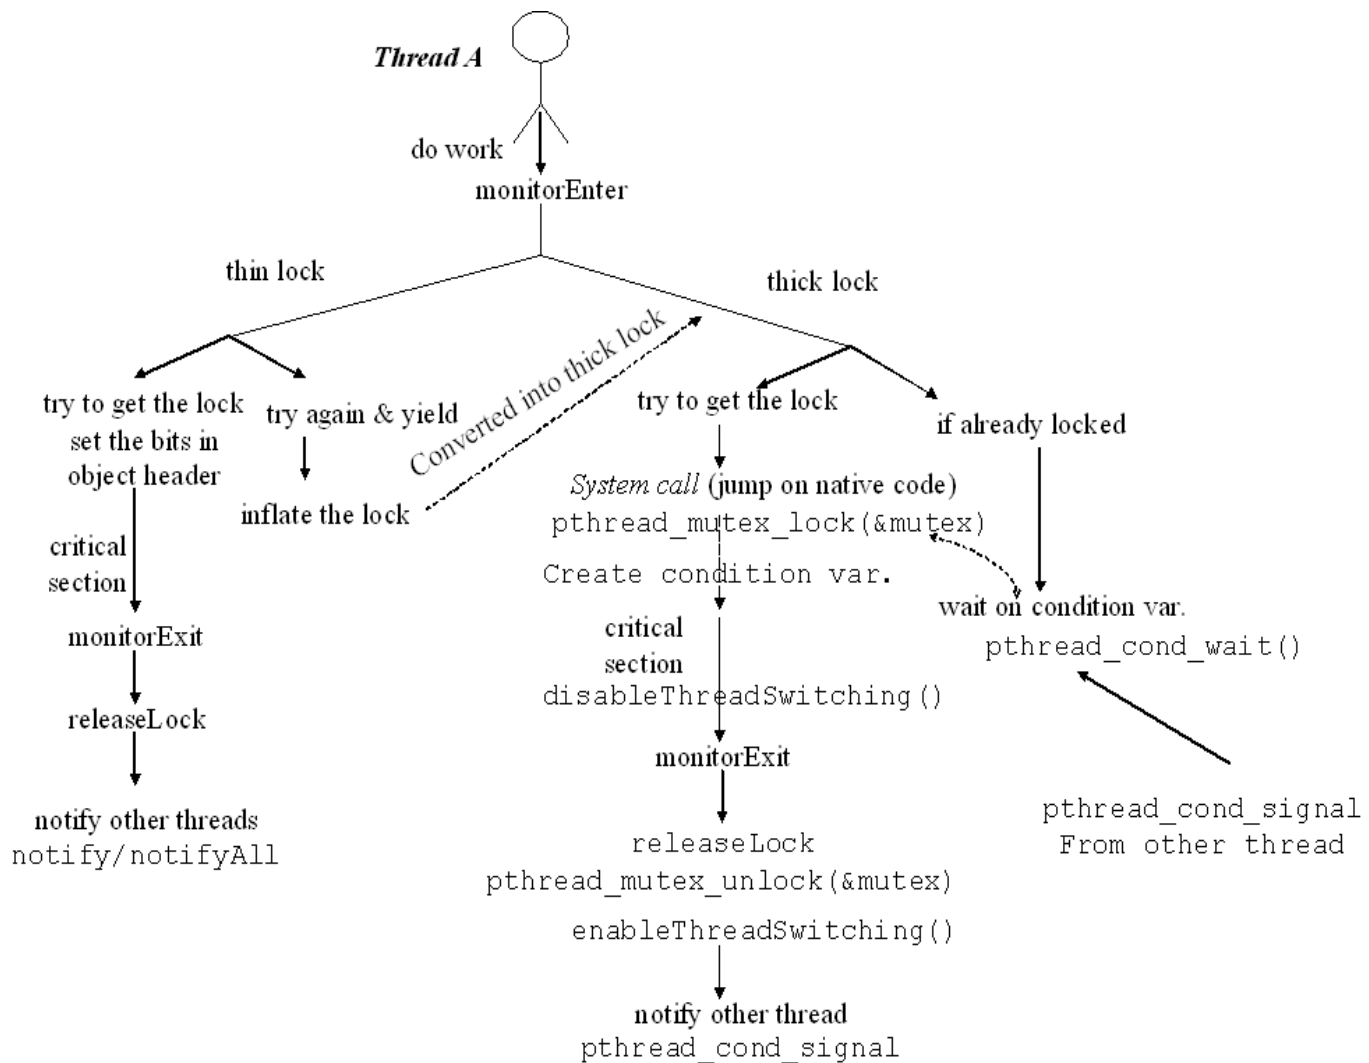 Thread A
do work
monitorEnter
thin lock
thick lock
try to get the lock
set the bits in
object header
try again & yield
inflate the lock
Converted into thick lock
critical
section
monitorExit
releaseLock
notify other threads
notify/notifyAll
try to get the lock
System call (jump on native code)
pthread_mutex_lock(&mutex)
Create condition var.
critical
section
disableThreadSwitching()
monitorExit
releaseLock
pthread_mutex_unlock(&mutex)
enableThreadSwitching()
notify other thread
pthread_cond_signal
if already locked
wait on condition var.
pthread_cond_wait()
pthread_cond_signal
From other thread